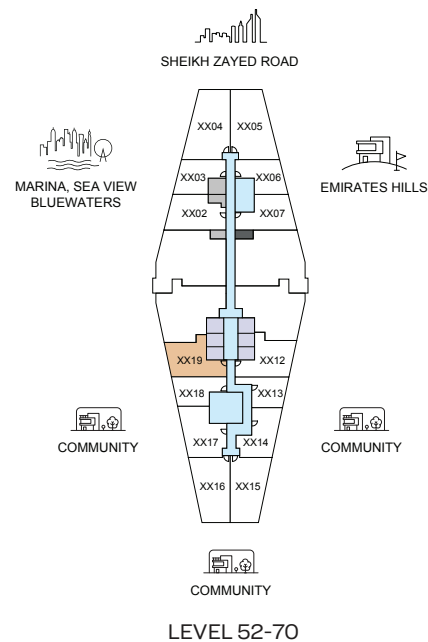 SHEIKH ZAYED ROAD
XX04
XX05
MARINA, SEA VIEW
BLUEWATERS
XX03
XX06
EMIRATES HILLS
XX02
XX07
XX19
XX12
XX18
XX13
COMMUNITY
XX17
XX14
COMMUNITY
XX16
XX15
COMMUNITY
LEVEL 52-70